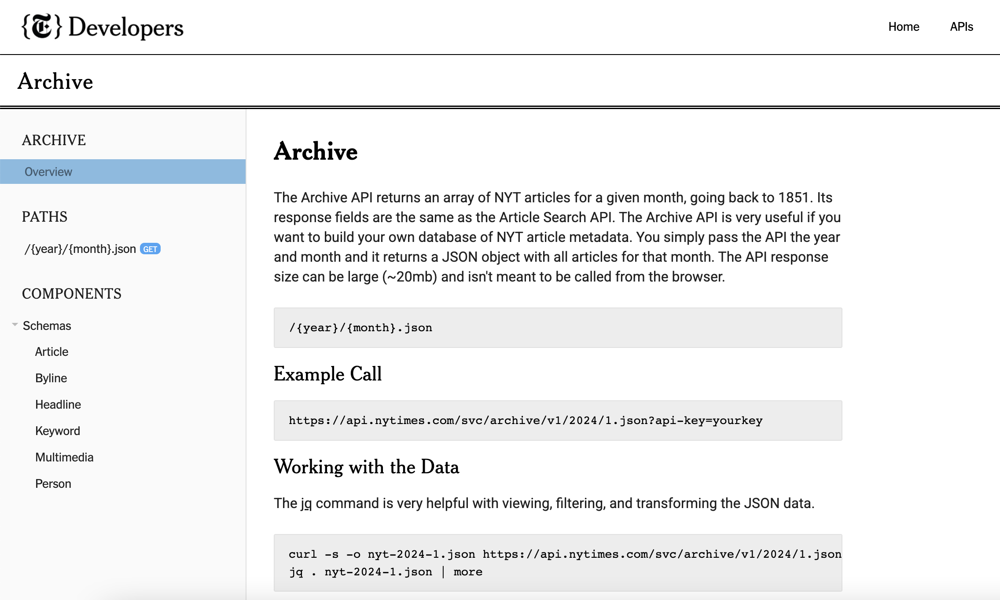 {T} Developers
Home
APIs
Archive
ARCHIVE
Overview
PATHS
/{year}/{month}.json GET
COMPONENTS
Schemas
Article
Byline
Headline
Keyword
Multimedia
Person
Archive
The Archive API returns an array of NYT articles for a given month, going back to 1851. Its
response fields are the same as the Article Search API. The Archive API is very useful if you
want to build your own database of NYT article metadata. You simply pass the API the year
and month and it returns a JSON object with all articles for that month. The API response
size can be large (~20mb) and isn't meant to be called from the browser.
/{year}/{month}.json
Example Call
https://api.nytimes.com/svc/archive/v1/2024/1.json?api-key=yourkey
Working with the Data
The jq command is very helpful with viewing, filtering, and transforming the JSON data.
curl -s -o nyt-2024-1.json https://api.nytimes.com/svc/archive/v1/2024/1.json
jq . nyt-2024-1.json | more